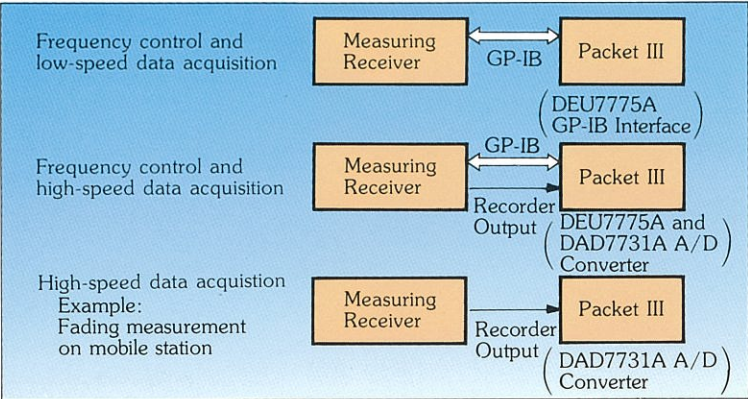 Frequency control and
low-speed data acquisition
Measuring
Receiver
GP-IB
Packet III
(DEU7775A
GP-IB Interface)
Frequency control and
high-speed data acquisition
Measuring
Receiver
GP-IB
Recorder
Output
Packet III
(DEU7775A and
DAD7731A A/D
Converter)
High-speed data acquistion
Example:
Fading measurement
on mobile station
Measuring
Receiver
Recorder
Output
Packet III
(DAD7731A A/D
Converter)